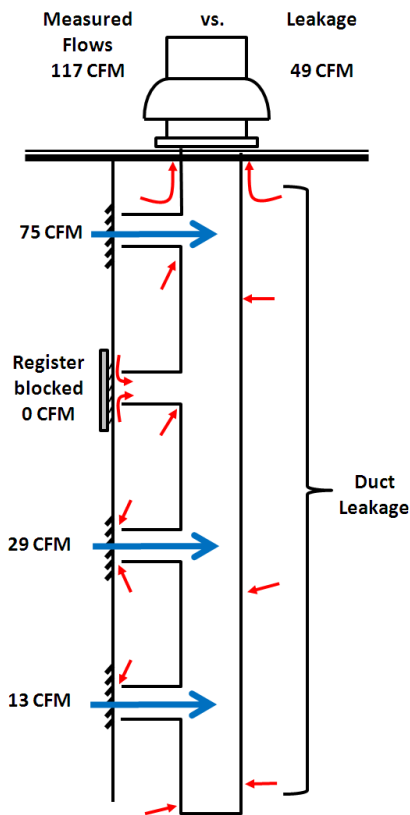 Measured vs. Leakage
Flows
117 CFM 49 CFM
75 CFM
Register
blocked
0 CFM
Duct
Leakage
29 CFM
13 CFM